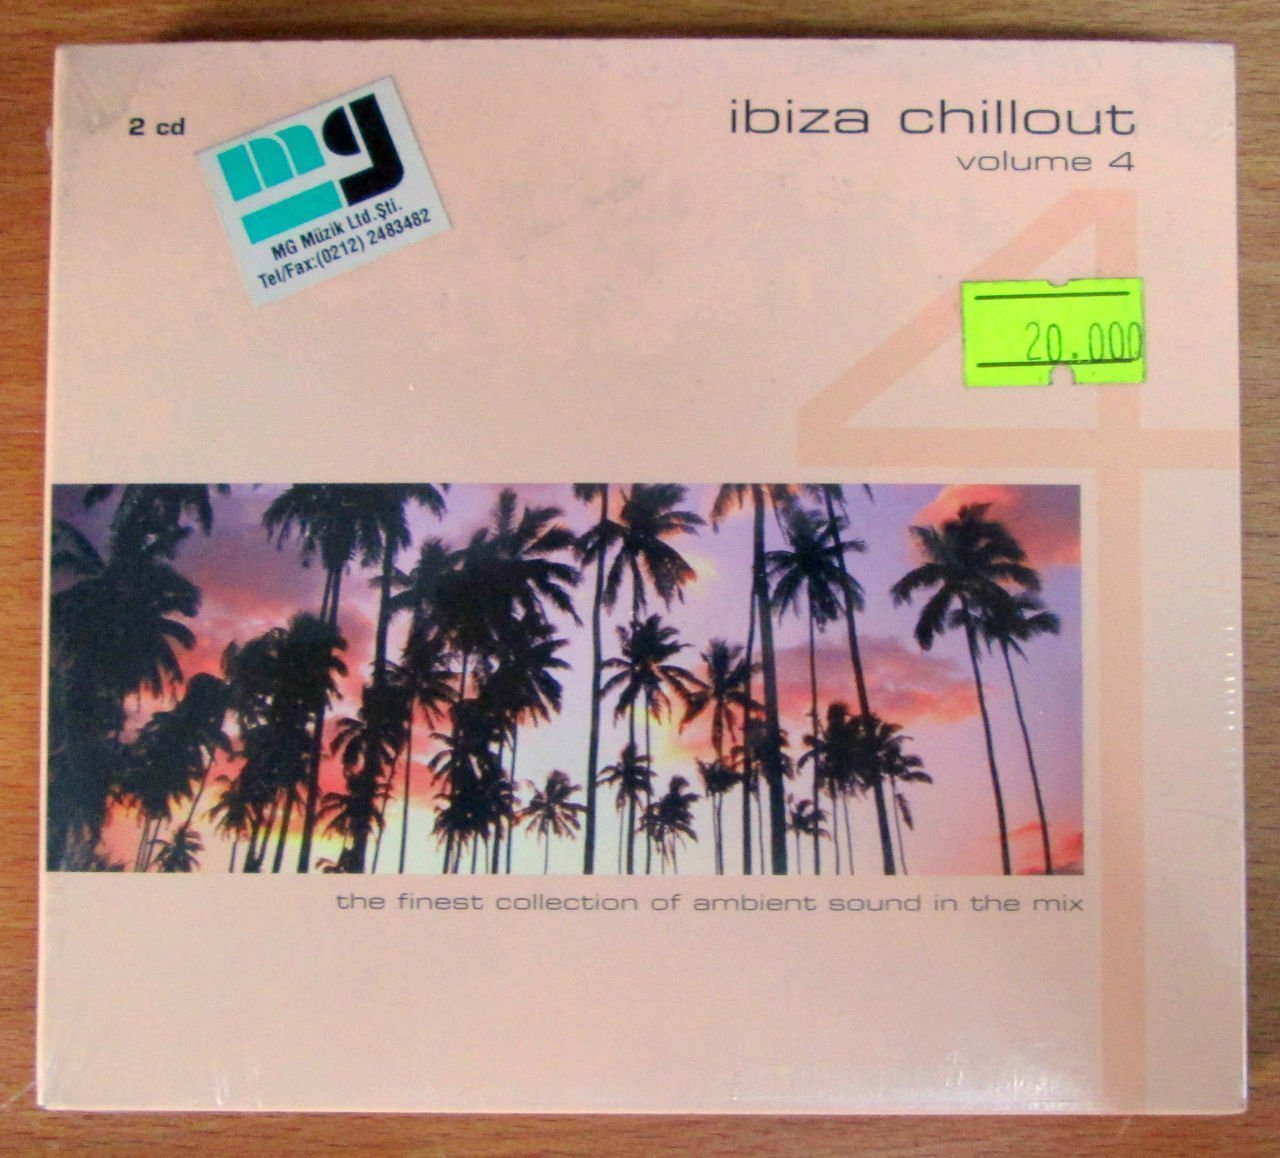 2 cd
mg
MG Müzik Ltd.Şti.
Tel/Fax:(0212) 2483482
ibiza chillout
volume 4
4
20.000
the finest collection of ambient sound in the mix